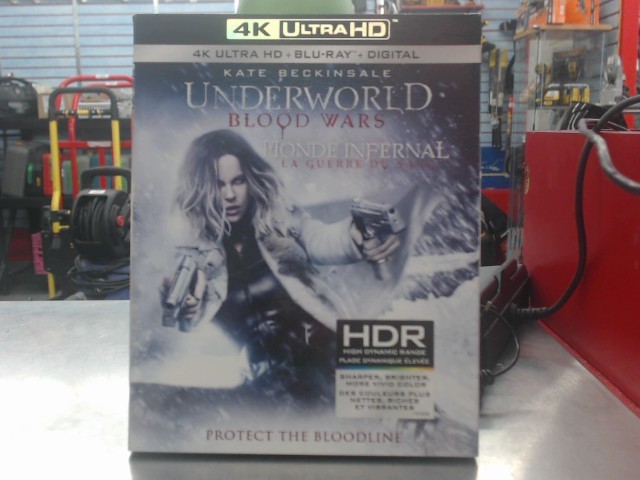 4K ULTRA HD
4K ULTRA HD + BLU-RAY + DIGITAL
KATE BECKINSALE
UNDERWORLD
BLOOD WARS
MONDE INFERNAL
LA GUERRE DU SANG
HDR
HIGH DYNAMIC RANGE
PLAGE DYNAMIQUE ÉLEVÉE
SHARPER, BRIGHTER,
MORE VIVID COLOR
DES COULEURS PLUS
NETTES, RICHES
ET VIBRANTES
PROTECT THE BLOODLINE